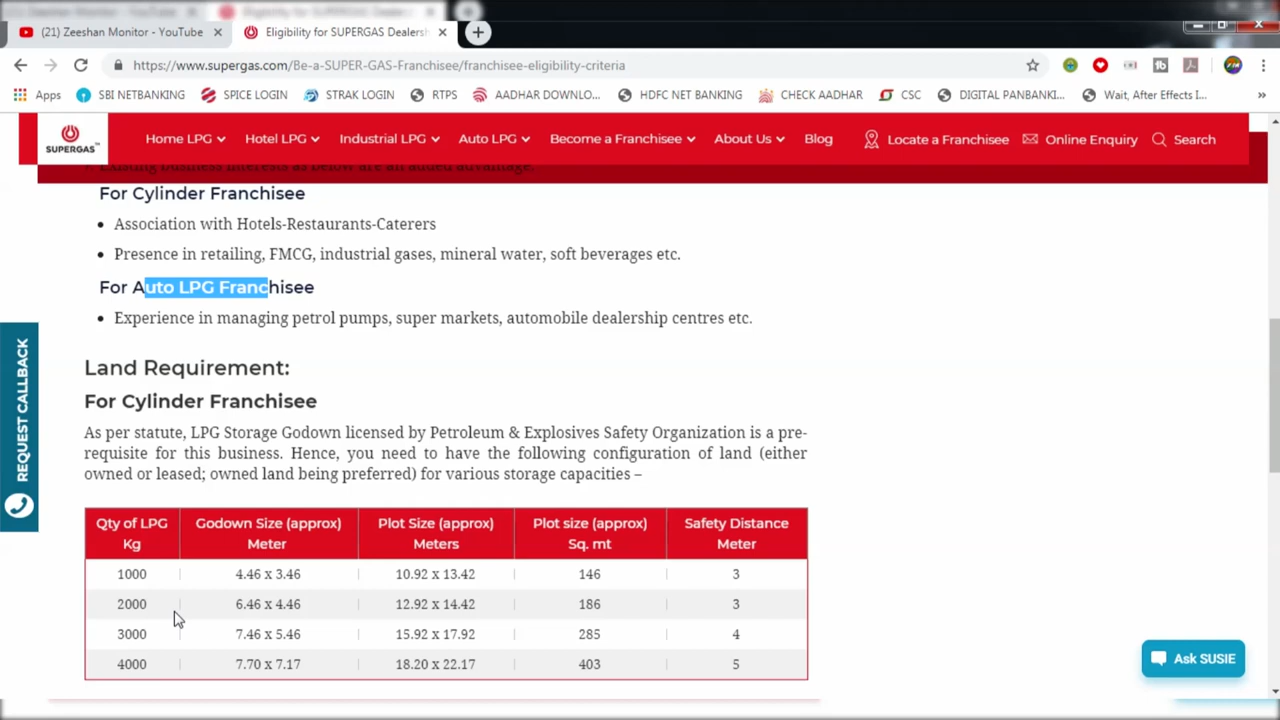 (21) Zeeshan Monitor - YouTube
Eligibility for SUPERGAS Dealersh
https://www.supergas.com/Be-a-SUPER-GAS-Franchisee/franchisee-eligibility-criteria
Apps SBI NETBANKING SPICE LOGIN STRAK LOGIN RTPS AADHAR DOWNLO... HDFC NET BANKING CHECK AADHAR CSC DIGITAL PANBANKI... Wait, After Effects I... »
SUPERGAS
Home LPG Hotel LPG Industrial LPG Auto LPG Become a Franchisee About Us Blog Locate a Franchisee Online Enquiry Search
Existing business interests as below are an added advantage.
For Cylinder Franchisee
• Association with Hotels-Restaurants-Caterers
• Presence in retailing, FMCG, industrial gases, mineral water, soft beverages etc.
For Auto LPG Franchisee
• Experience in managing petrol pumps, super markets, automobile dealership centres etc.
REQUEST CALLBACK
Land Requirement:
For Cylinder Franchisee
As per statute, LPG Storage Godown licensed by Petroleum & Explosives Safety Organization is a pre-
requisite for this business. Hence, you need to have the following configuration of land (either
owned or leased; owned land being preferred) for various storage capacities –
Qty of LPG Godown Size (approx) Plot Size (approx) Plot size (approx) Safety Distance
Kg Meter Meters Sq. mt Meter
1000 4.46 x 3.46 10.92 x 13.42 146 3
2000 6.46 x 4.46 12.92 x 14.42 186 3
3000 7.46 x 5.46 15.92 x 17.92 285 4
4000 7.70 x 7.17 18.20 x 22.17 403 5
Ask SUSIE